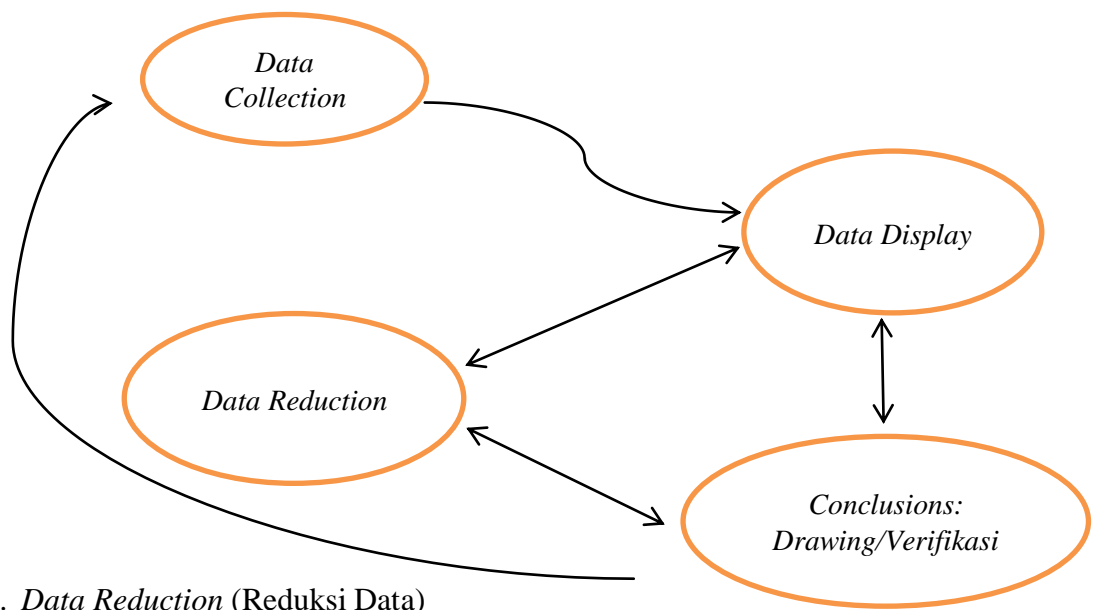 Data
Collection
Data Display
Data Reduction
Conclusions:
Drawing/Verifikasi
. Data Reduction (Reduksi Data)